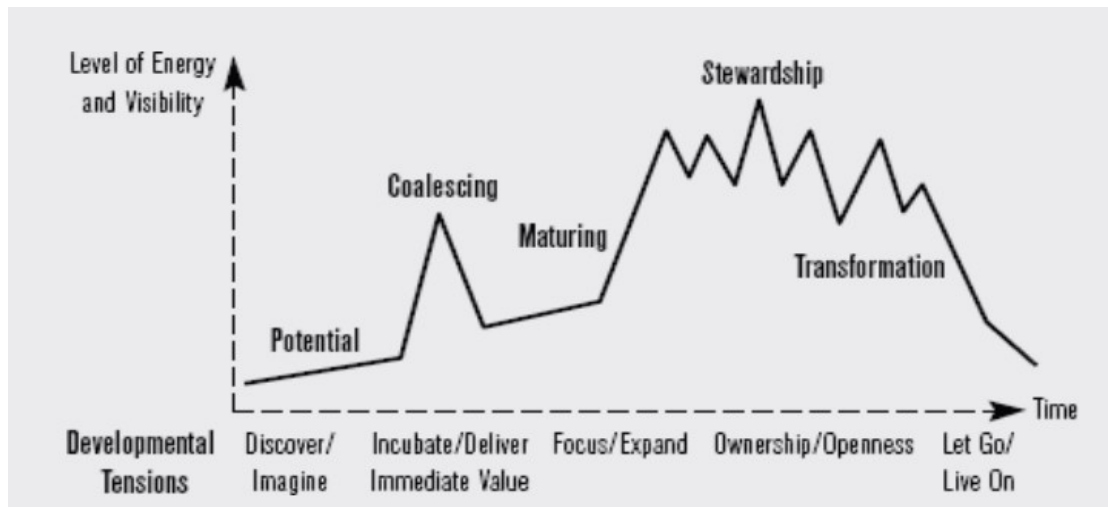 Level of Energy
and Visibility
Stewardship
Coalescing
Maturing
Transformation
Potential
Time
Developmental
Tensions
Discover/
Imagine
Incubate/Deliver
Immediate Value
Focus/Expand
Ownership/Openness
Let Go/
Live On